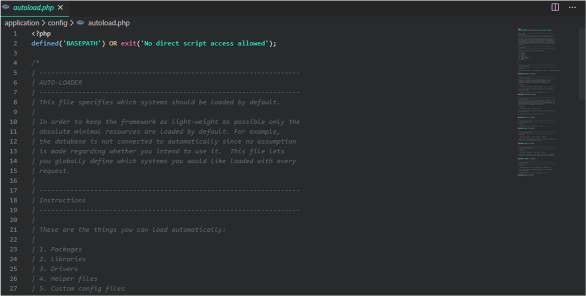 autoload.php ×
application > config > autoload.php
1 <?php
2 defined('BASEPATH') OR exit('No direct script access allowed');
3
4 /*
5 | -------------------------------------------------------------------
6 | AUTO-LOADER
7 | -------------------------------------------------------------------
8 | This file specifies which systems should be loaded by default.
9 |
10 | In order to keep the framework as light-weight as possible only the
11 | absolute minimal resources are loaded by default. For example,
12 | the database is not connected to automatically since no assumption
13 | is made regarding whether you intend to use it.  This file lets
14 | you globally define which systems you would like loaded with every
15 | request.
16 |
17 | -------------------------------------------------------------------
18 | Instructions
19 | -------------------------------------------------------------------
20 |
21 | These are the things you can load automatically:
22 |
23 | 1. Packages
24 | 2. Libraries
25 | 3. Drivers
26 | 4. Helper files
27 | 5. Custom config files